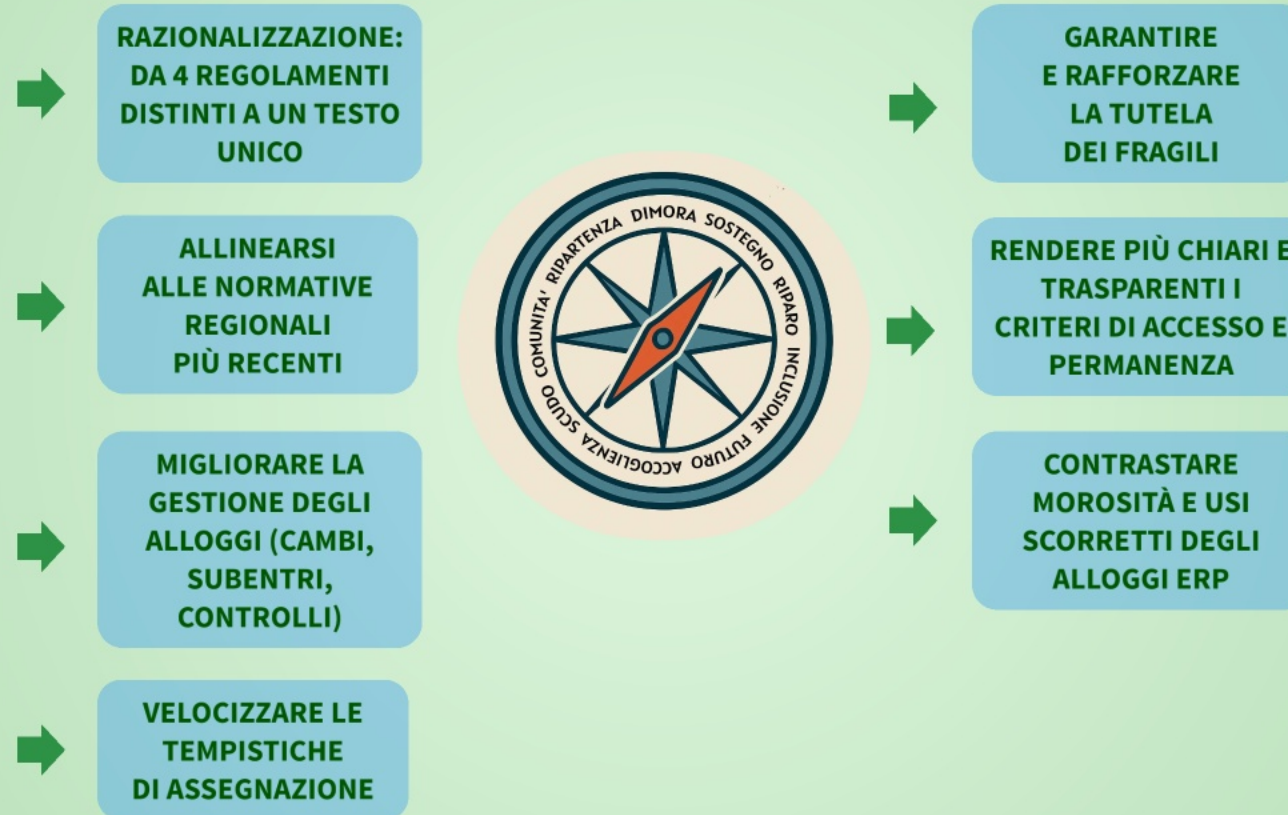 RAZIONALIZZAZIONE:
DA 4 REGOLAMENTI
DISTINTI A UN TESTO
UNICO
ALLINEARSI
ALLE NORMATIVE
REGIONALI
PIÙ RECENTI
MIGLIORARE LA
GESTIONE DEGLI
ALLOGGI (CAMBI,
SUBENTRI,
CONTROLLI)
VELOCIZZARE LE
TEMPISTICHE
DI ASSEGNAZIONE
DIMORA SOSTEGNO RIPARO INCLUSIONE FUTURO ACCOGLIENZA SCUDO COMUNITA' RIPARTENZA
GARANTIRE
E RAFFORZARE
LA TUTELA
DEI FRAGILI
RENDERE PIÙ CHIARI E
TRASPARENTI I
CRITERI DI ACCESSO E
PERMANENZA
CONTRASTARE
MOROSITÀ E USI
SCORRETTI DEGLI
ALLOGGI ERP